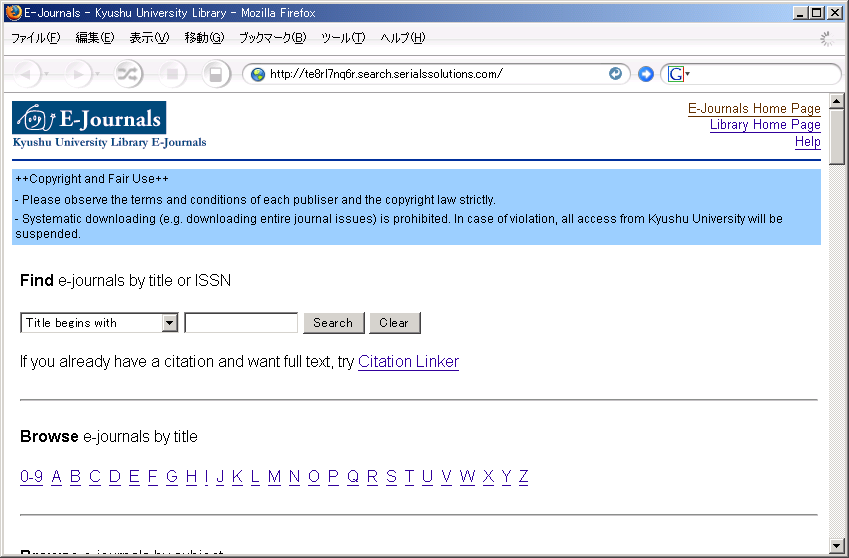 E-Journals - Kyushu University Library - Mozilla Firefox
ファイル(F) 編集(E) 表示(V) 移動(G) ブックマーク(B) ツール(T) ヘルプ(H)
http://te8rl7nq6r.search.serialssolutions.com/
G
E-Journals
Kyushu University Library E-Journals
E-Journals Home Page
Library Home Page
Help
++Copyright and Fair Use++
- Please observe the terms and conditions of each publiser and the copyright law strictly.
- Systematic downloading (e.g. downloading entire journal issues) is prohibited. In case of violation, all access from Kyushu University will be
suspended.
Find e-journals by title or ISSN
Title begins with Search Clear
If you already have a citation and want full text, try Citation Linker
Browse e-journals by title
0-9 A B C D E F G H I J K L M N O P Q R S T U V W X Y Z
Browse e-journals by subject